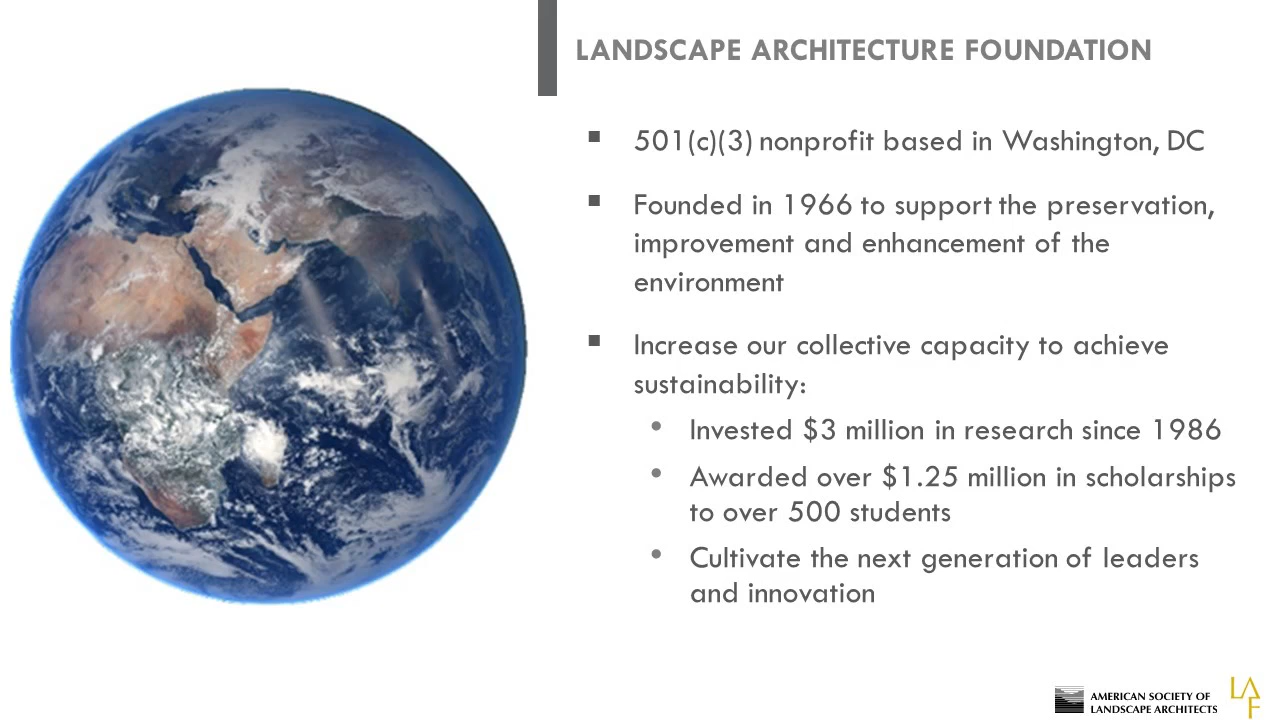 LANDSCAPE ARCHITECTURE FOUNDATION
▪ 501(c)(3) nonprofit based in Washington, DC
▪ Founded in 1966 to support the preservation,
improvement and enhancement of the
environment
▪ Increase our collective capacity to achieve
sustainability:
• Invested $3 million in research since 1986
• Awarded over $1.25 million in scholarships
to over 500 students
• Cultivate the next generation of leaders
and innovation
AMERICAN SOCIETY OF
LANDSCAPE ARCHITECTS
LAF